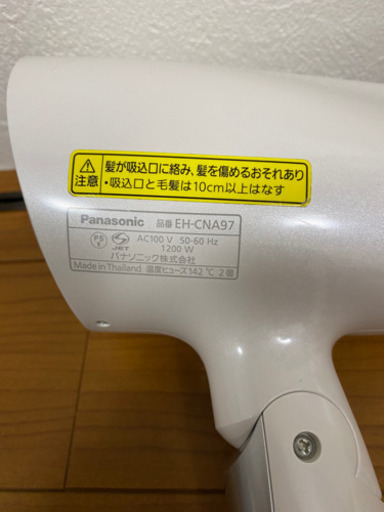 注意
髪が吸込口に絡み、髪を傷めるおそれあり
・吸込口と毛髪は10cm以上はなす
Panasonic 品番 EH-CNA97
PS E JET AC100 V 50-60 Hz
1200 W
パナソニック株式会社
Made in Thailand 温度ヒューズ142℃ 2個